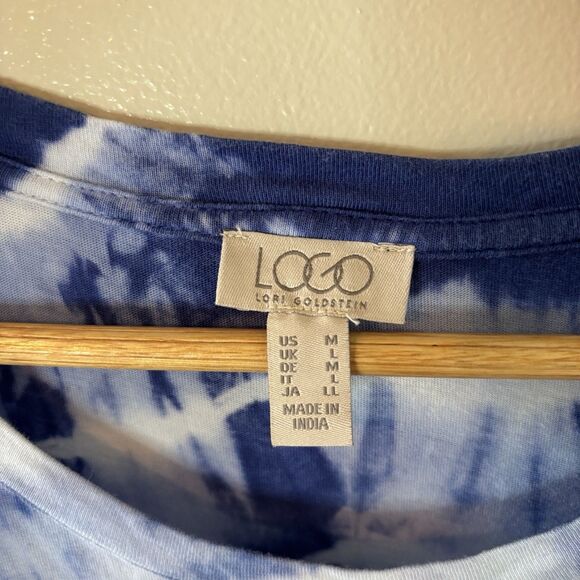 LOGO
LORI GOLDSTEIN
US M
UK L
DE M
IT L
JA LL
MADE IN
INDIA